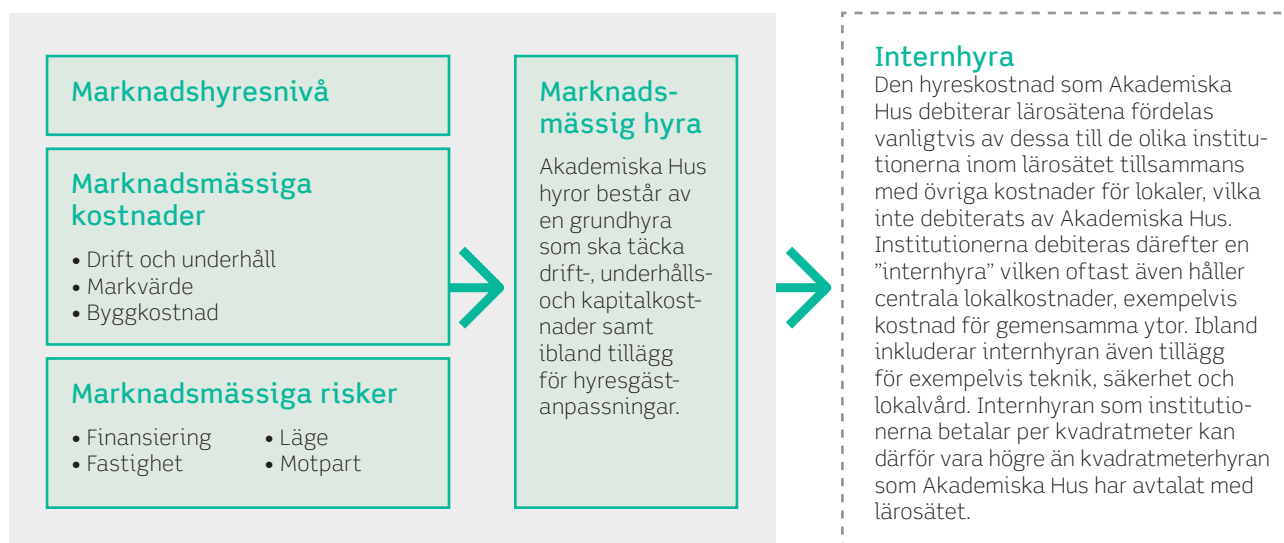 Marknadshyresnivå
Marknadsmässiga
kostnader
• Drift och underhåll
• Markvärde
• Byggkostnad
Marknadsmässiga risker
• Finansiering
• Fastighet
• Läge
• Motpart
Marknads-
mässig hyra
Akademiska Hus
hyror består av
en grundhyra
som ska täcka
drift-, underhålls-
och kapitalkost-
nader samt
ibland tillägg
för hyresgäst-
anpassningar.
Internhyra
Den hyreskostnad som Akademiska
Hus debiterar lärosätena fördelas
vanligtvis av dessa till de olika institu-
tionerna inom lärosätet tillsammans
med övriga kostnader för lokaler, vilka
inte debiterats av Akademiska Hus.
Institutionerna debiteras därefter en
”internhyra” vilken oftast även håller
centrala lokalkostnader, exempelvis
kostnad för gemensamma ytor. Ibland
inkluderar internhyran även tillägg
för exempelvis teknik, säkerhet och
lokalvård. Internhyran som institutio-
nerna betalar per kvadratmeter kan
därför vara högre än kvadratmeterhyran
som Akademiska Hus har avtalat med
lärosätet.